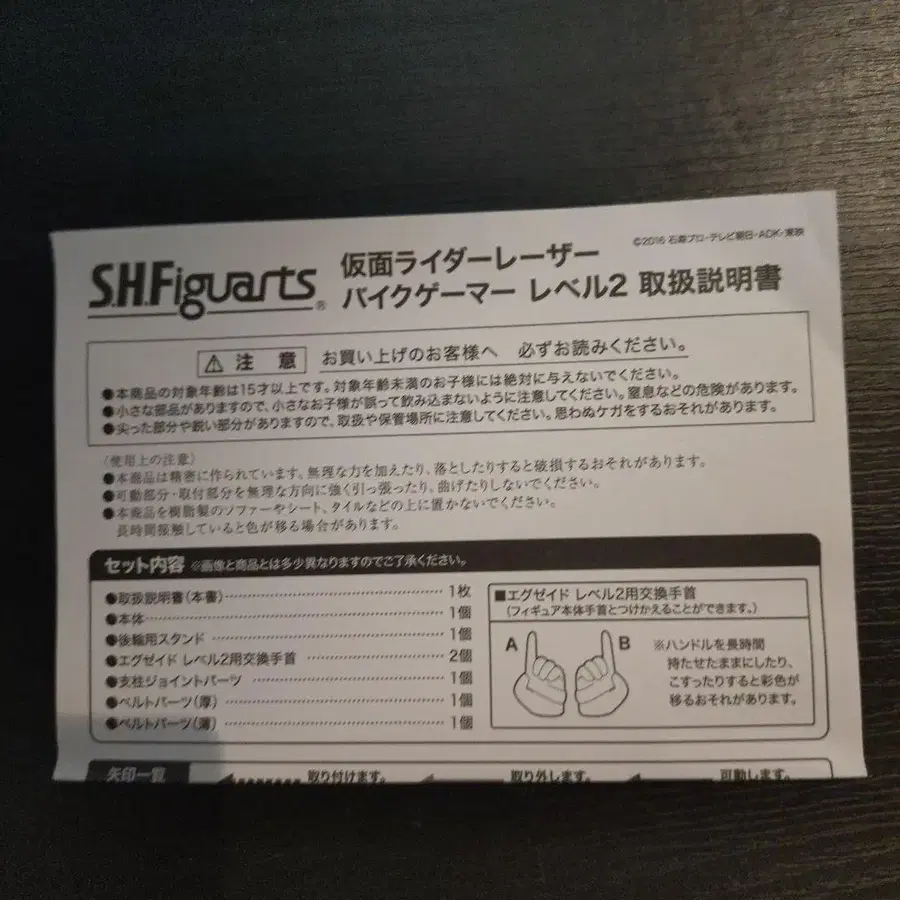 ©2016 石森プロ・テレビ朝日・ADK・東映
S.H.Figuarts®
仮面ライダーレーザー
バイクゲーマー レベル2 取扱説明書
⚠ 注 意 お買い上げのお客様へ 必ずお読みください。
●本商品の対象年齢は15才以上です。対象年齢未満のお子様には絶対に与えないでください。
●小さな部品がありますので、小さなお子様が誤って飲み込まないように注意してください。窒息などの危険があります。
●尖った部分や鋭い部分がありますので、取扱や保管場所に注意してください。思わぬケガをするおそれがあります。
〈使用上の注意〉
●本商品は精密に作られています。無理な力を加えたり、落としたりすると破損するおそれがあります。
●可動部分・取付部分を無理な方向に強く引っ張ったり、曲げたりしないでください。
●本商品を樹脂製のソファーやシート、タイルなどの上に置かないでください。
長時間接触していると色が移る場合があります。
セット内容 ※画像と商品とは多少異なりますのでご了承ください。
●取扱説明書(本書) 1枚
●本体 1個
●後輪用スタンド 1個
●エグゼイド レベル2用交換手首 2個
●支柱ジョイントパーツ 1個
●ベルトパーツ(厚) 1個
●ベルトパーツ(薄) 1個
■エグゼイド レベル2用交換手首
(フィギュア本体手首とつけかえることができます。)
A B
※ハンドルを長時間
持たせたままにしたり、
こすったりすると彩色が
移るおそれがあります。
矢印一覧 取り付けます。 取り外します。 可動します。